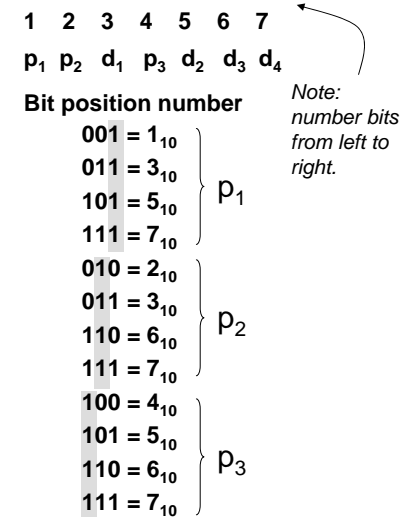 1 2 3 4 5 6 7
p₁ p₂ d₁ p₃ d₂ d₃ d₄
Note:
number bits
from left to
right.
Bit position number
001 = 1₁₀
011 = 3₁₀
101 = 5₁₀
111 = 7₁₀
p₁
010 = 2₁₀
011 = 3₁₀
110 = 6₁₀
111 = 7₁₀
p₂
100 = 4₁₀
101 = 5₁₀
110 = 6₁₀
111 = 7₁₀
p₃